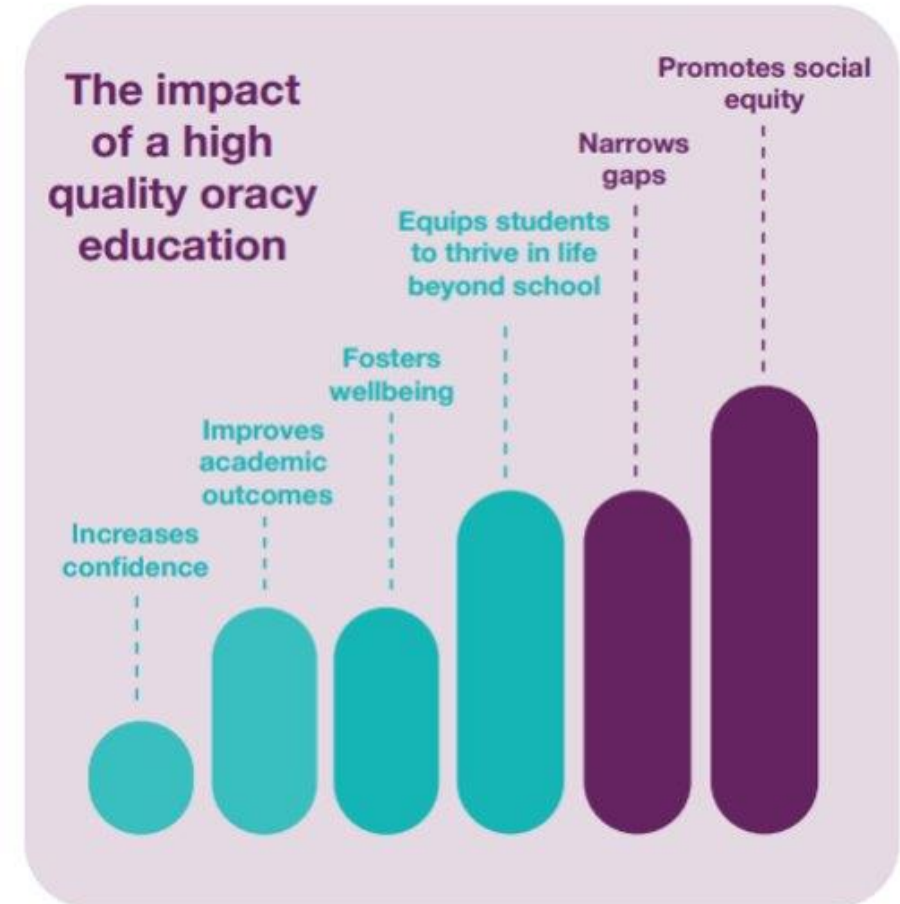 The impact
of a high
quality oracy
education
Increases
confidence
Improves
academic
outcomes
Fosters
wellbeing
Equips students
to thrive in life
beyond school
Narrows
gaps
Promotes social
equity